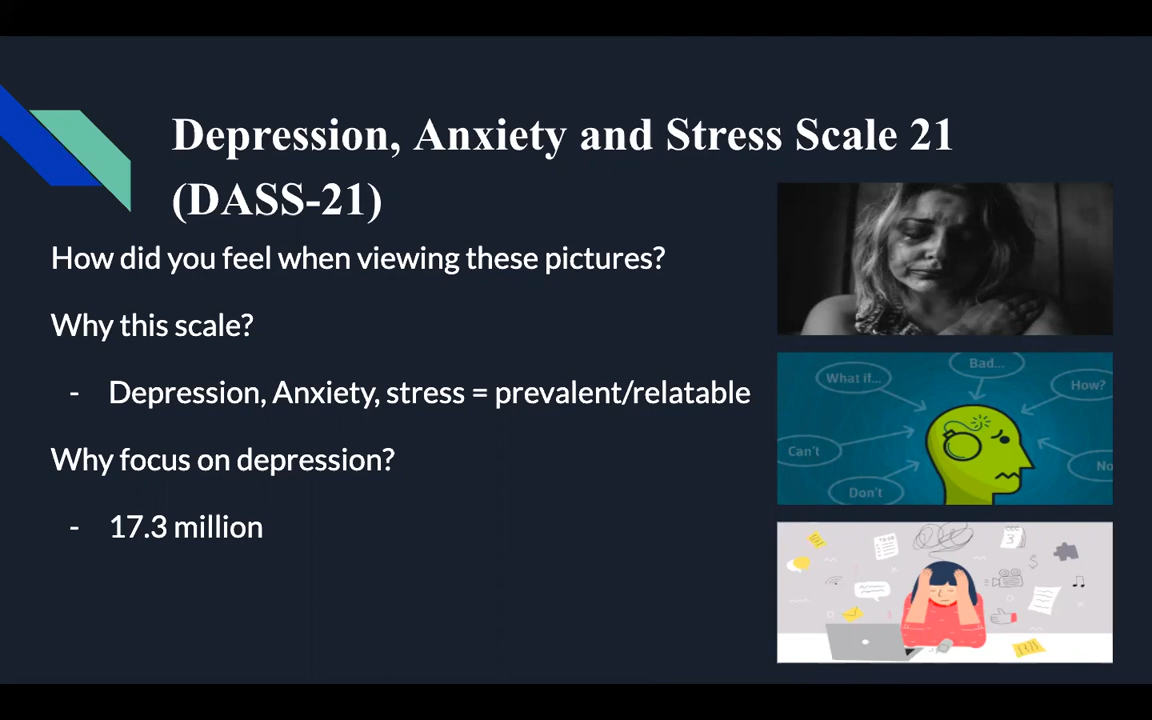 Depression, Anxiety and Stress Scale 21
(DASS-21)
How did you feel when viewing these pictures?
Why this scale?
- Depression, Anxiety, stress = prevalent/relatable
Why focus on depression?
- 17.3 million
Bad...
What if...
How?
Can't
No
Don't
3
$